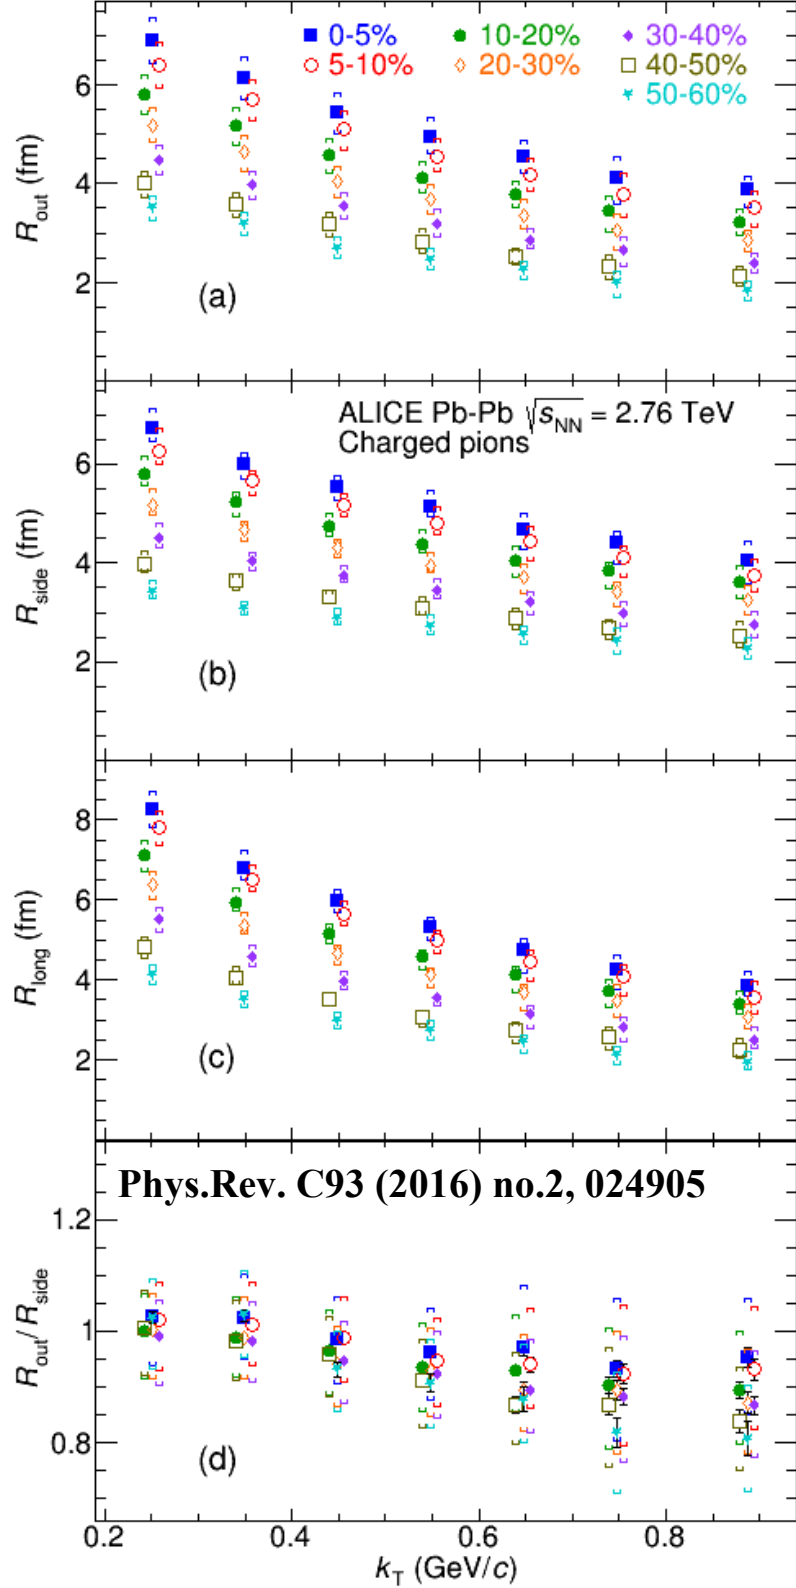 0-5% 10-20% 30-40%
5-10% 20-30% 40-50%
50-60%
6
4
2
R_out (fm)
(a)
ALICE Pb-Pb √s_NN = 2.76 TeV
Charged pions
6
4
2
R_side (fm)
(b)
8
6
4
2
R_long (fm)
(c)
Phys.Rev. C93 (2016) no.2, 024905
1.2
1
0.8
R_out/R_side
(d)
0.2 0.4 0.6 0.8
k_T (GeV/c)